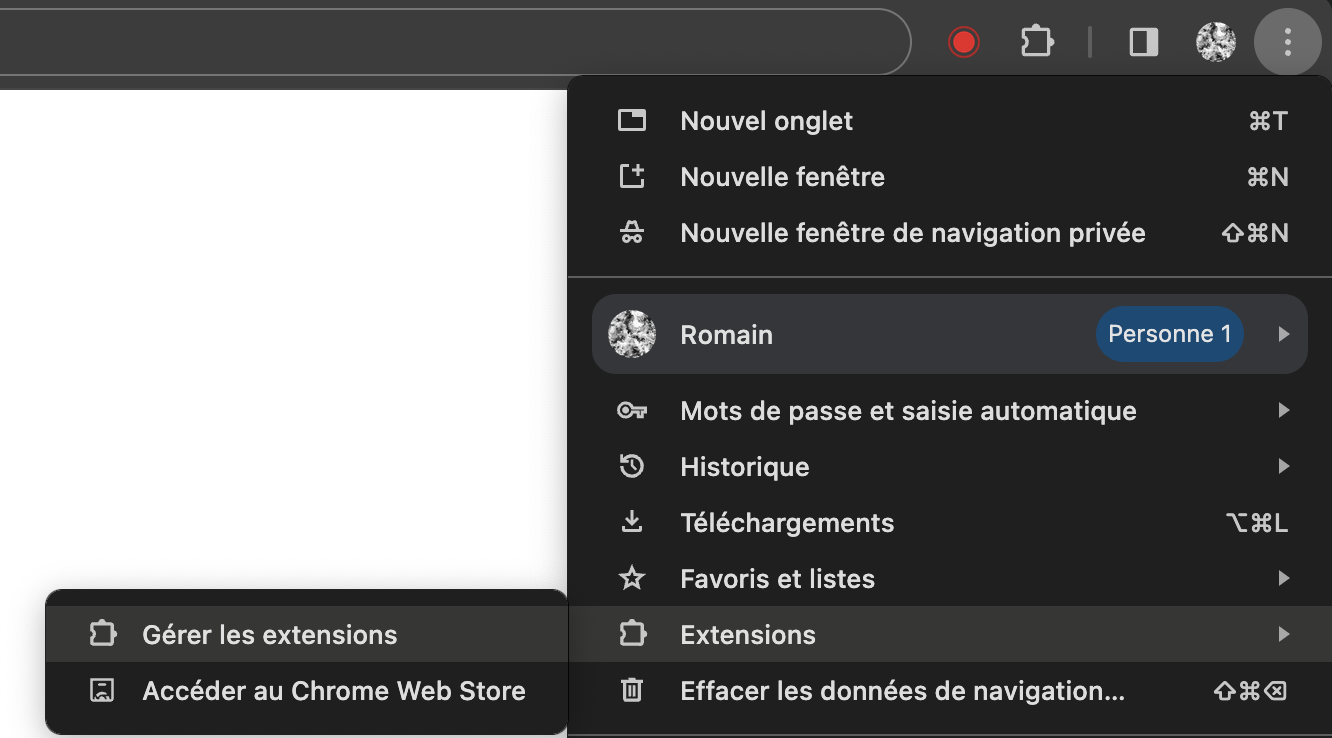 Nouvel onglet ⌘T
Nouvelle fenêtre ⌘N
Nouvelle fenêtre de navigation privée ⇧⌘N
Romain Personne 1
Mots de passe et saisie automatique
Historique
Téléchargements ⌥⌘L
Favoris et listes
Extensions
Effacer les données de navigation... ⇧⌘⌫
Gérer les extensions
Accéder au Chrome Web Store